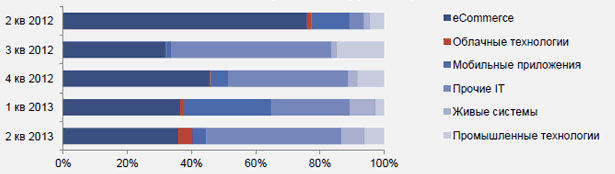 2 кв 2012
3 кв 2012
4 кв 2012
1 кв 2013
2 кв 2013
0% 20% 40% 60% 80% 100%
eCommerce
Облачные технологии
Мобильные приложения
Прочие IT
Живые системы
Промышленные технологии